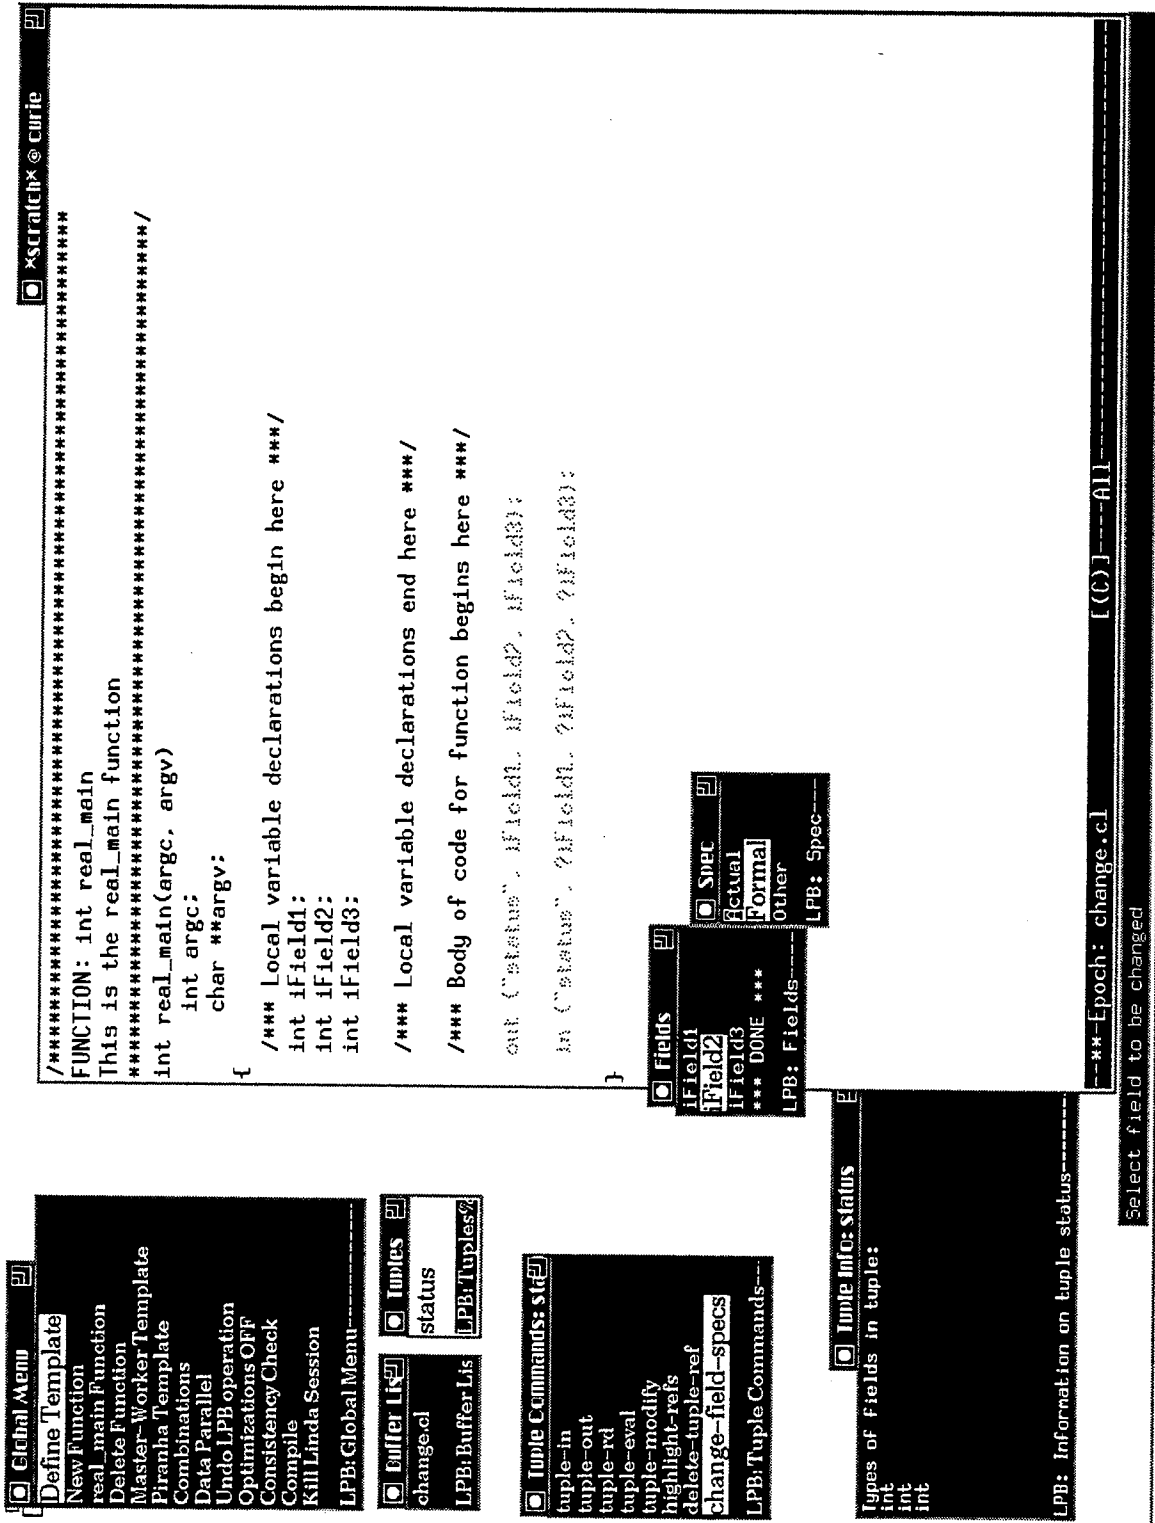 Global Menu
Define Template
New Function
real_main Function
Delete Function
Master-Worker Template
Piranha Template
Combinations
Data Parallel
Undo LPB operation
Optimizations OFF
Consistency Check
Compile
Kill Linda Session
LPB: Global Menu----------
Buffer Lis
change.cl
LPB: Buffer Lis
Tuples
status
LPB: Tuples%
Tuple Commands: sta
tuple-in
tuple-out
tuple-rd
tuple-eval
tuple-modify
highlight-refs
delete-tuple-ref
change-field-specs
LPB: Tuple Commands---
Tuple Info: status
Types of fields in tuple:
int
int
int
LPB: Information on tuple status----------
*scratch* @ curie
/*******************************************************************
FUNCTION: int real_main
This is the real_main function
*******************************************************************/
int real_main(argc, argv)
int argc;
char **argv;
{
/*** Local variable declarations begin here ***/
int iField1;
int iField2;
int iField3;
/*** Local variable declarations end here ***/
/*** Body of code for function begins here ***/
out ("status", iField1, iField2, iField3);
in ("status", ?iField1, ?iField2, ?iField3);
}
Fields
iField1
iField2
iField3
*** DONE ***
LPB: Fields-----
Spec
Actual
Formal
Other
LPB: Spec----
--**-Epoch: change.cl [(C)]----All----------
Select field to be changed